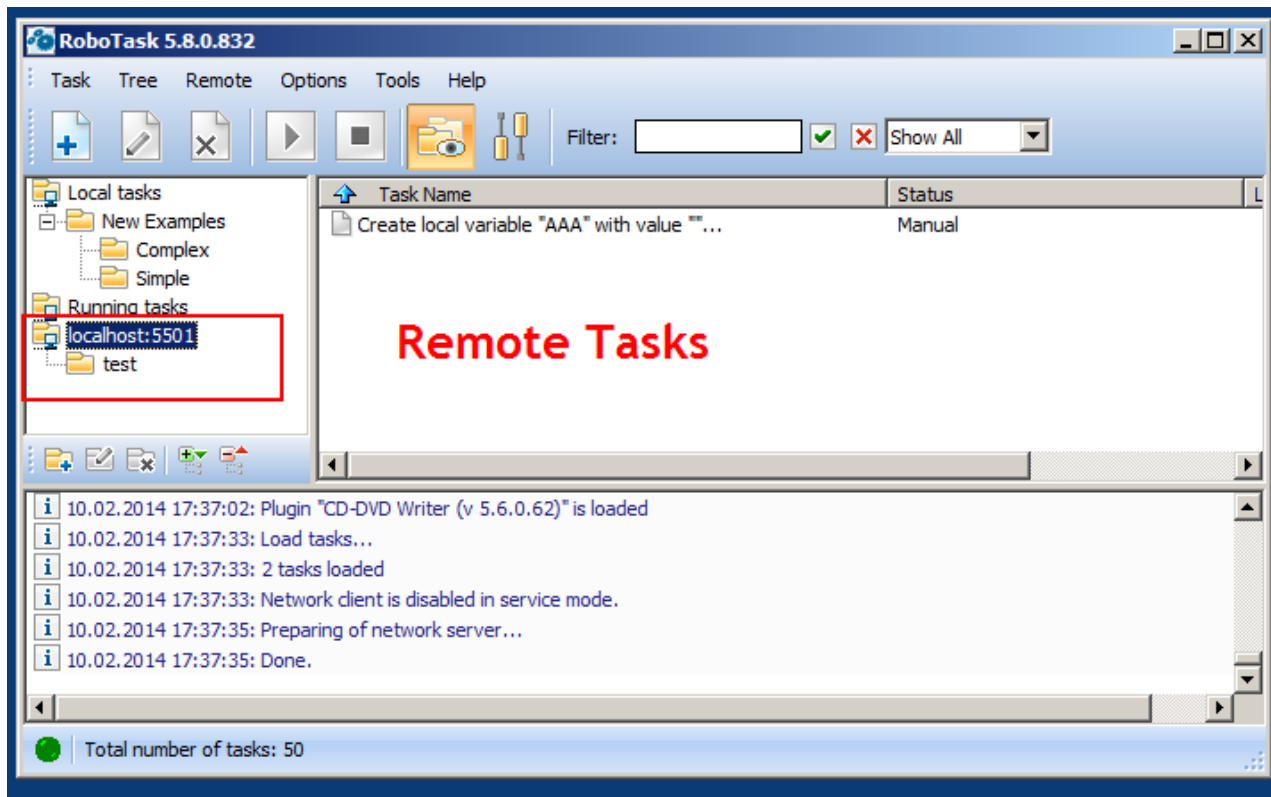 RoboTask 5.8.0.832
Task Tree Remote Options Tools Help
Filter: Show All
Local tasks
New Examples
Complex
Simple
Running tasks
localhost:5501
test
Task Name Status L
Create local variable "AAA" with value ""... Manual
Remote Tasks
10.02.2014 17:37:02: Plugin "CD-DVD Writer (v 5.6.0.62)" is loaded
10.02.2014 17:37:33: Load tasks...
10.02.2014 17:37:33: 2 tasks loaded
10.02.2014 17:37:33: Network client is disabled in service mode.
10.02.2014 17:37:35: Preparing of network server...
10.02.2014 17:37:35: Done.
Total number of tasks: 50